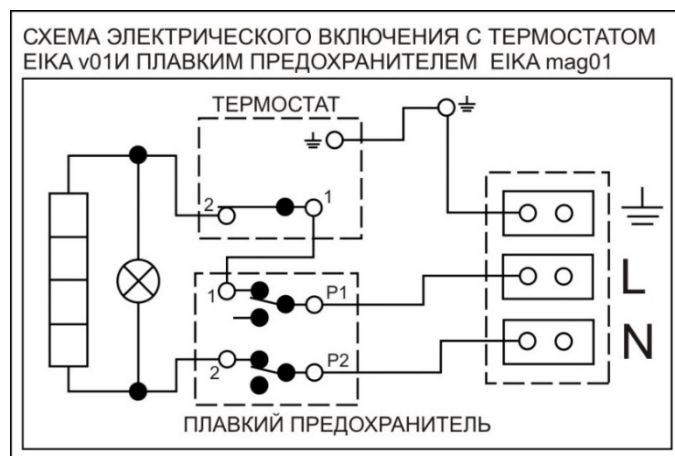 СХЕМА ЭЛЕКТРИЧЕСКОГО ВКЛЮЧЕНИЯ С ТЕРМОСТАТОМ
EIKA v01И ПЛАВКИМ ПРЕДОХРАНИТЕЛЕМ EIKA mag01
ТЕРМОСТАТ
2 1
1 P1
L
2 P2
N
ПЛАВКИЙ ПРЕДОХРАНИТЕЛЬ